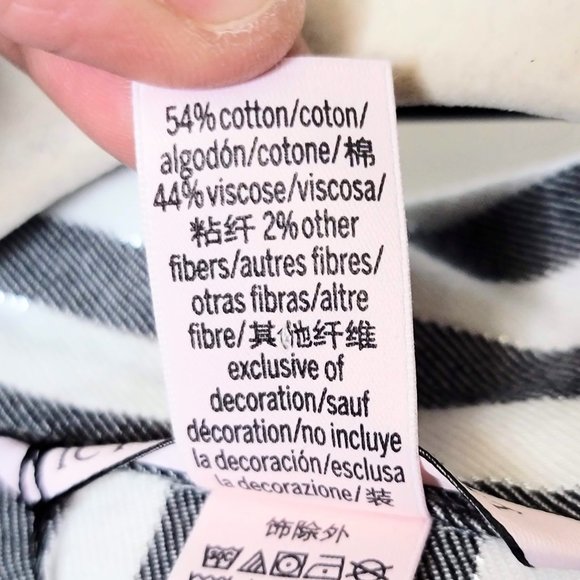 54% cotton/coton/
algodón/cotone/棉
44% viscose/viscosa/
粘纤 2% other
fibers/autres fibres/
otras fibras/altre
fibre/其他纤维
exclusive of
decoration/sauf
décoration/no incluye
la decoración/esclusa
la decorazione/装
饰除外